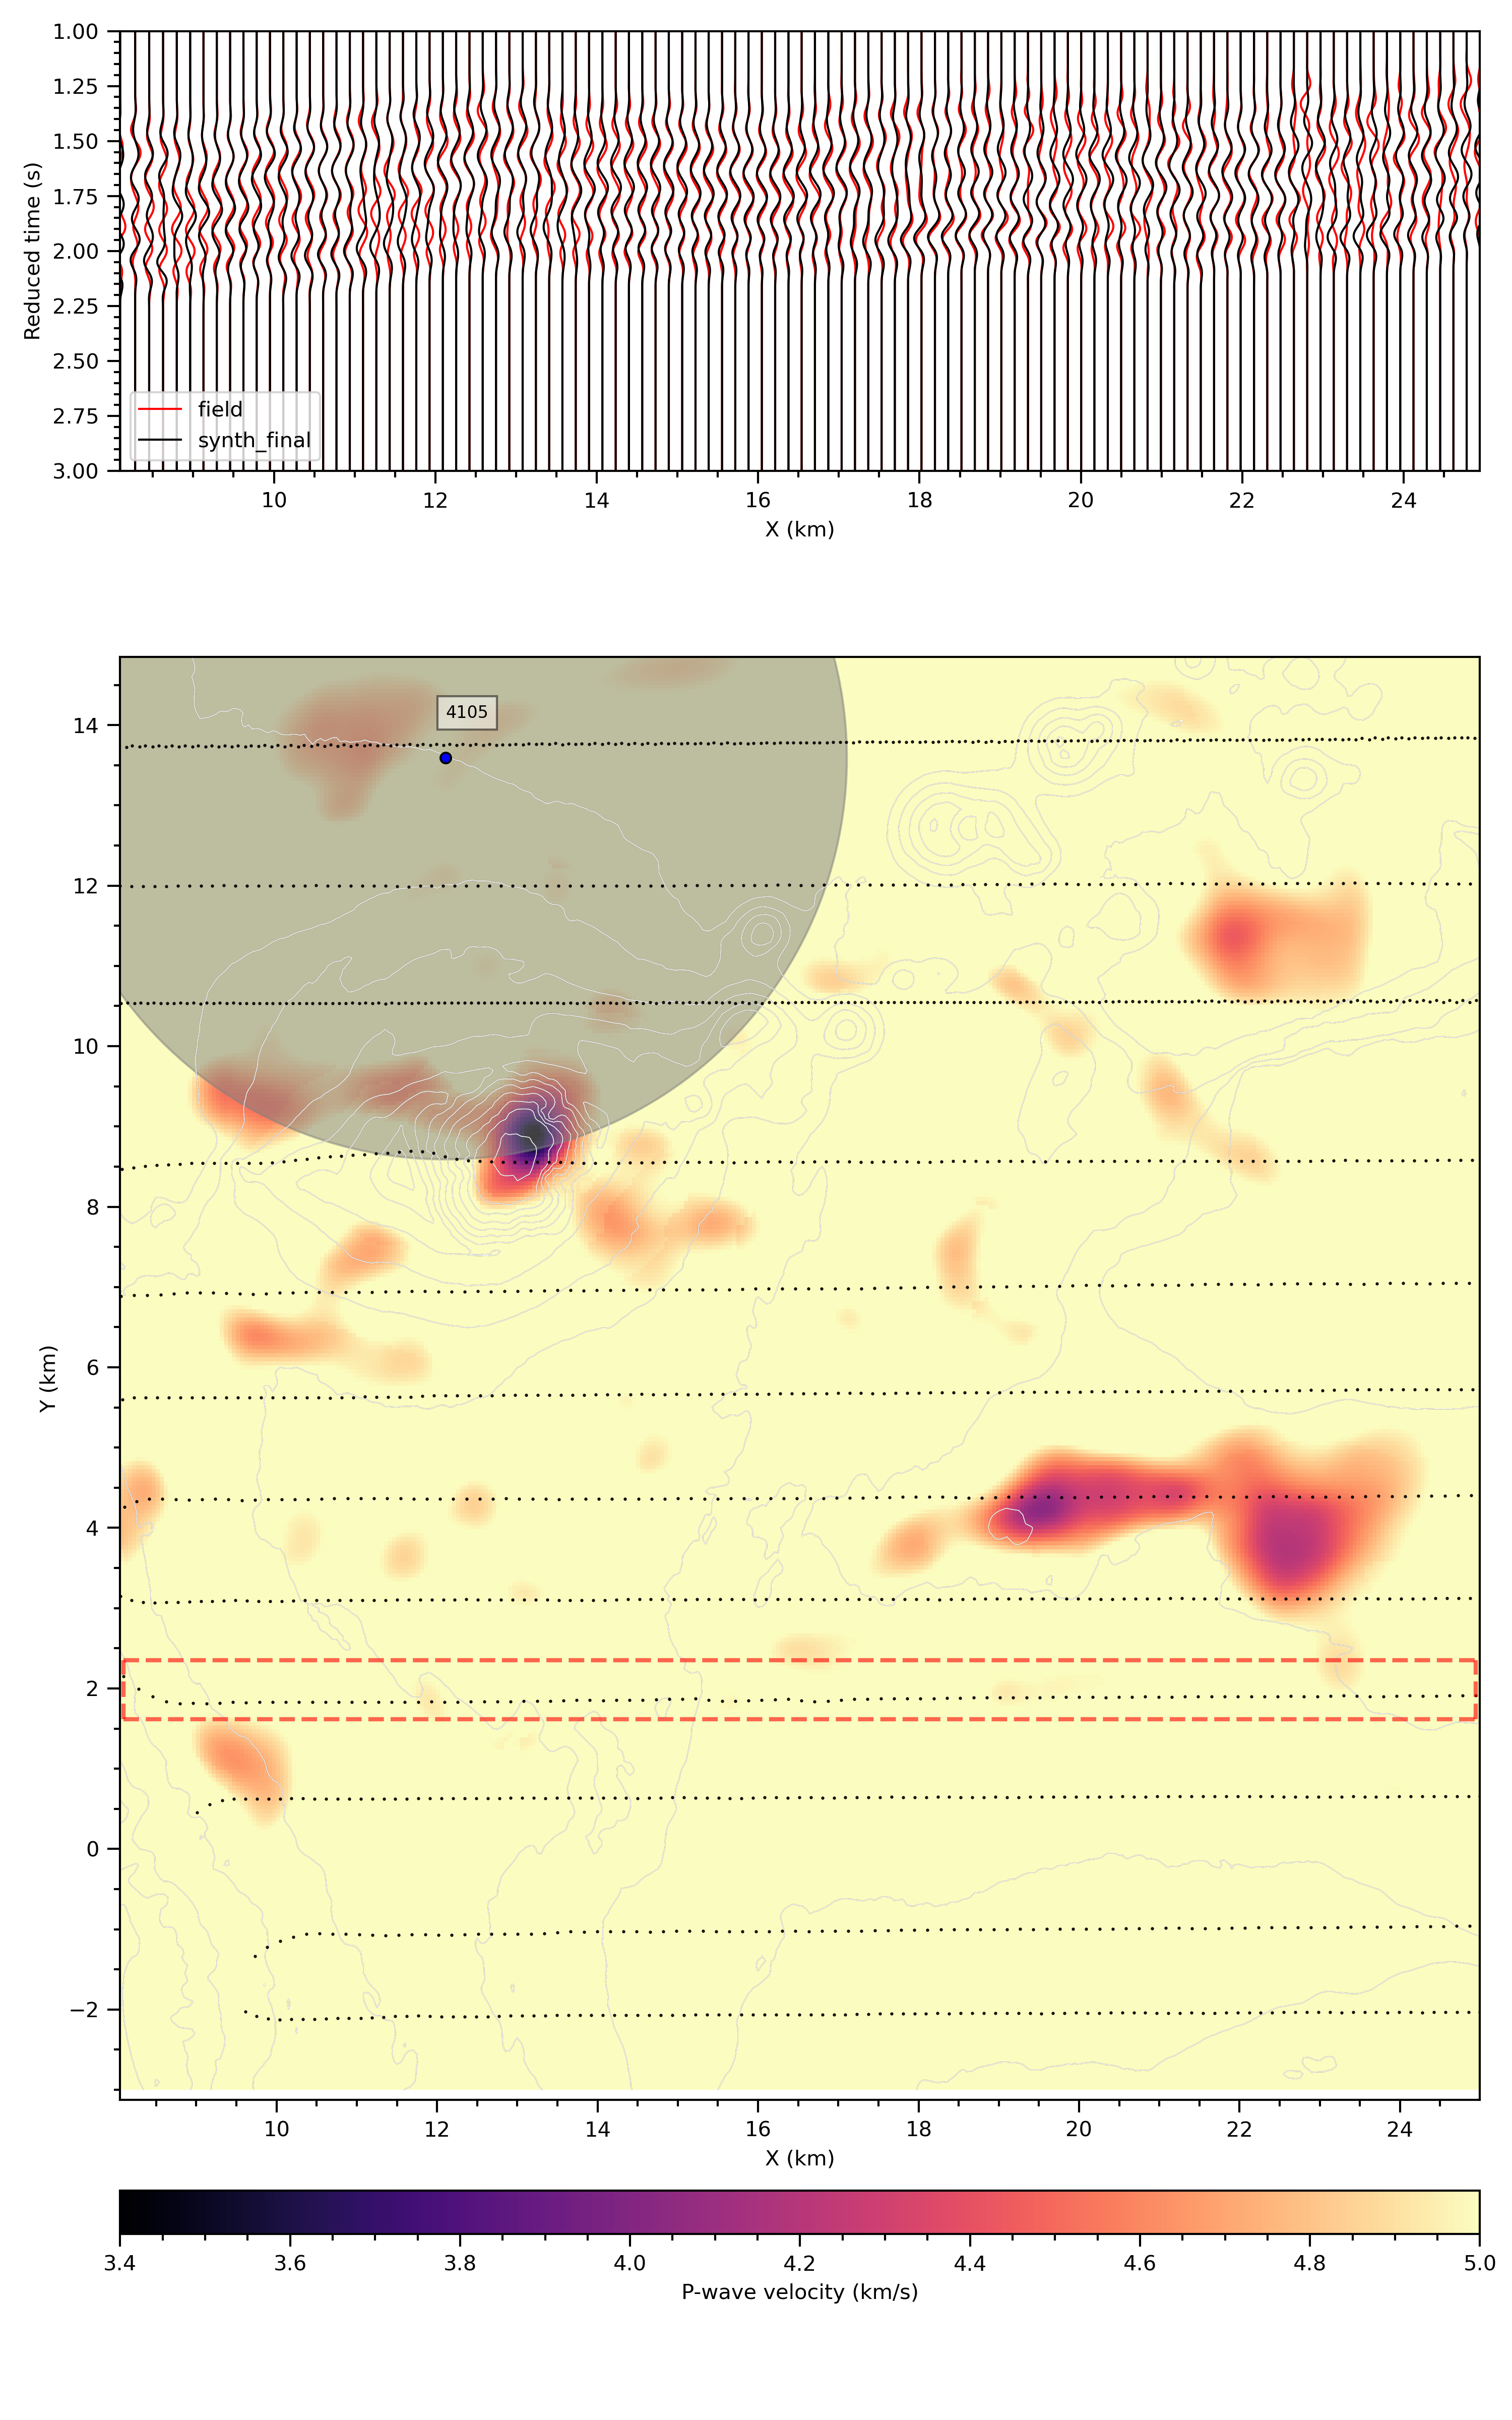 1.00
1.25
1.50
1.75
2.00
2.25
2.50
2.75
3.00
Reduced time (s)
field
synth_final
10 12 14 16 18 20 22 24
X (km)
4105
14
12
10
8
6
4
2
0
−2
Y (km)
10 12 14 16 18 20 22 24
X (km)
3.4 3.6 3.8 4.0 4.2 4.4 4.6 4.8 5.0
P-wave velocity (km/s)